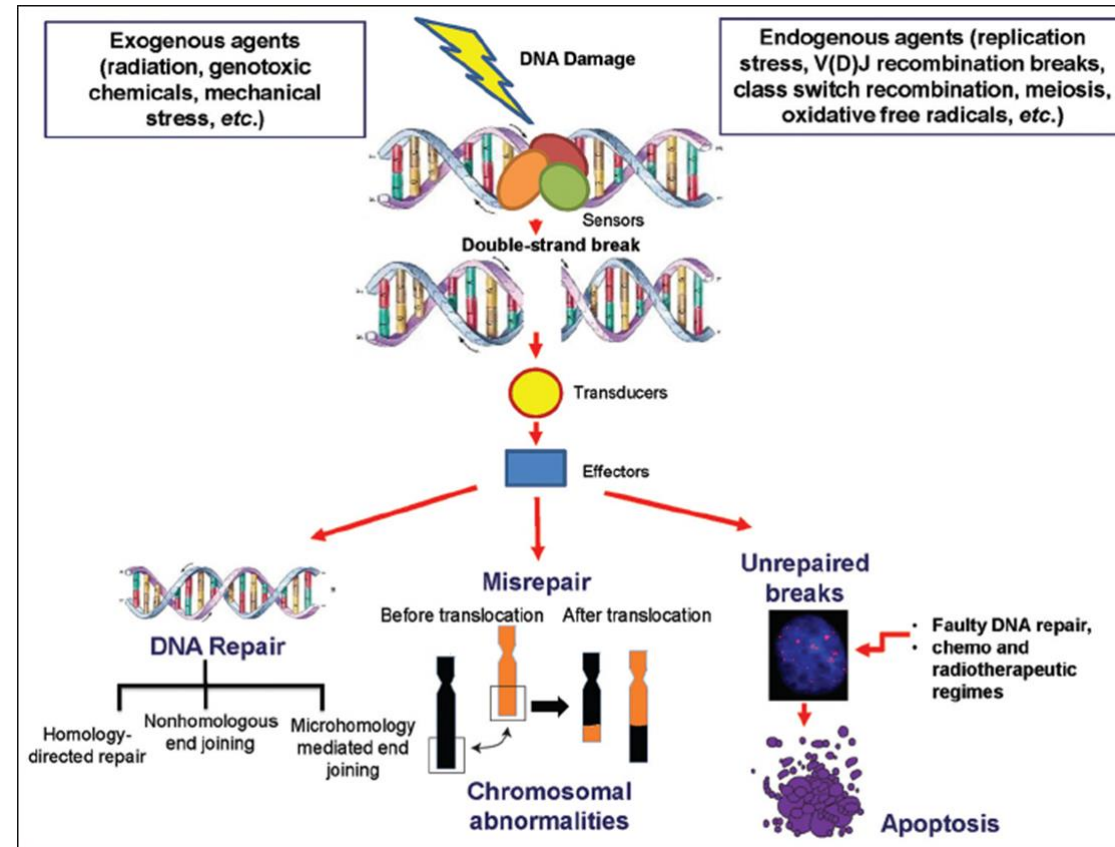 Exogenous agents
(radiation, genotoxic
chemicals, mechanical
stress, etc.)
DNA Damage
Endogenous agents (replication
stress, V(D)J recombination breaks,
class switch recombination, meiosis,
oxidative free radicals, etc.)
Sensors
Double-strand break
Transducers
Effectors
DNA Repair
Homology-
directed repair
Nonhomologous
end joining
Microhomology
mediated end
joining
Misrepair
Before translocation
After translocation
Chromosomal
abnormalities
Unrepaired
breaks
• Faulty DNA repair,
• chemo and
radiotherapeutic
regimes
Apoptosis